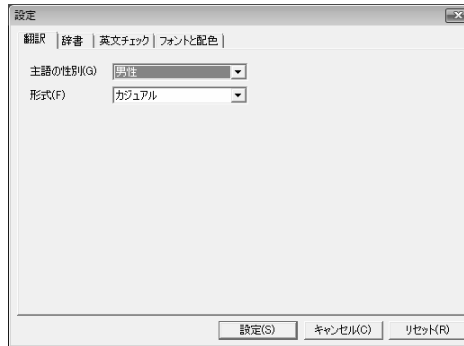 設定
翻訳 辞書 英文チェック フォントと配色
主語の性別(G) 男性
形式(F) カジュアル
設定(S) キャンセル(C) リセット(R)